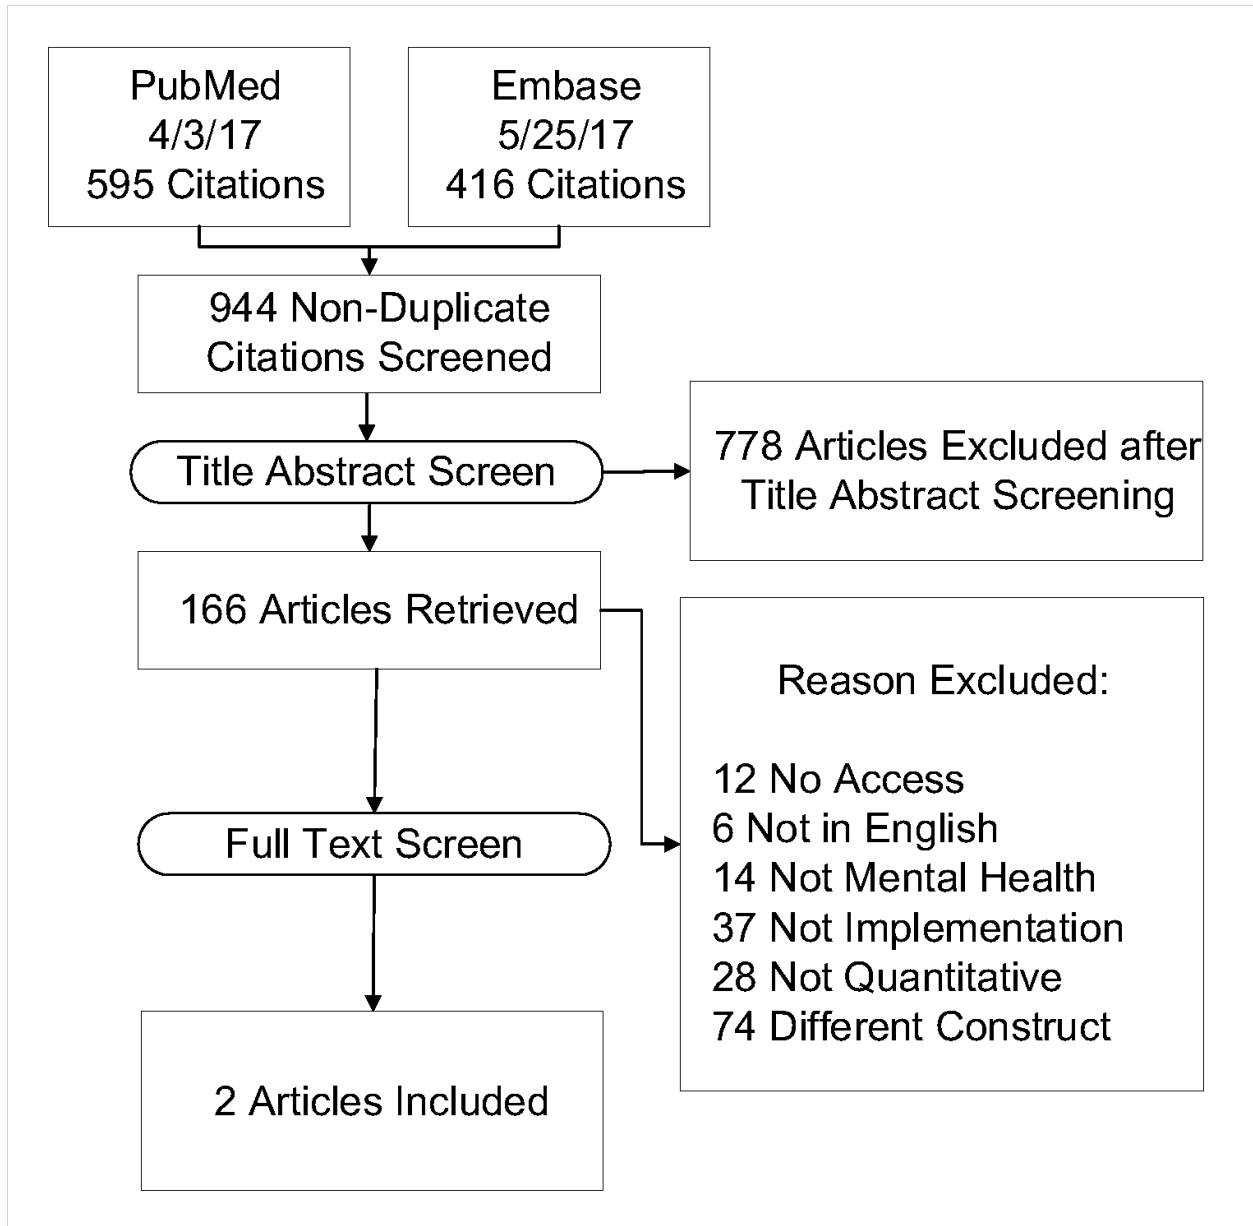 PubMed
4/3/17
595 Citations
Embase
5/25/17
416 Citations
944 Non-Duplicate
Citations Screened
Title Abstract Screen
778 Articles Excluded after
Title Abstract Screening
166 Articles Retrieved
Reason Excluded:
12 No Access
6 Not in English
14 Not Mental Health
37 Not Implementation
28 Not Quantitative
74 Different Construct
Full Text Screen
2 Articles Included